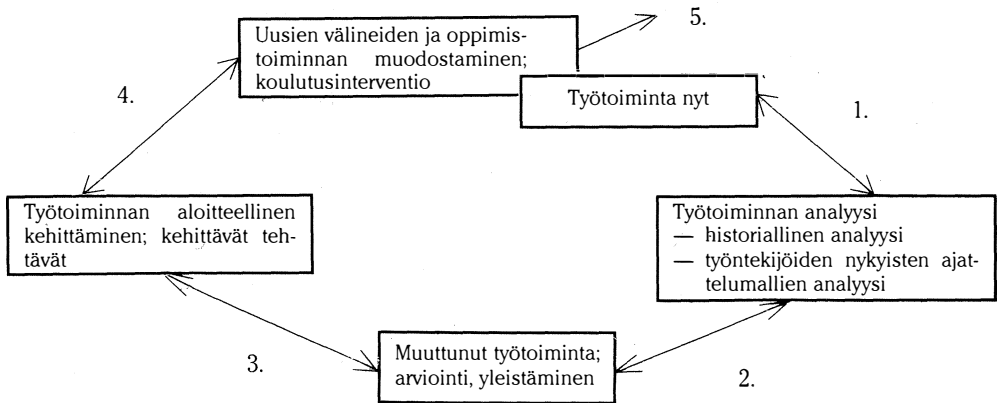 Uusien välineiden ja oppimis-
toiminnan muodostaminen;
koulutusinterventio
5.
Työtoiminta nyt
4.
1.
Työtoiminnan aloitteellinen
kehittäminen; kehittävät teh-
tävät
Työtoiminnan analyysi
— historiallinen analyysi
— työntekijöiden nykyisten ajat-
telumallien analyysi
3.
Muuttunut työtoiminta;
arviointi, yleistäminen
2.